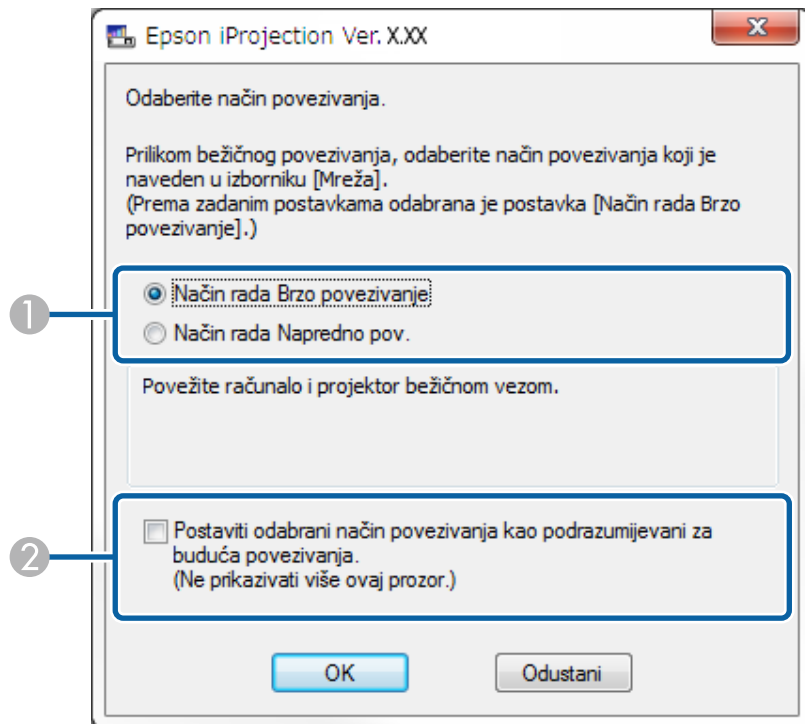 Epson iProjection Ver. X.XX
x
Odaberite način povezivanja.
Prilikom bežičnog povezivanja, odaberite način povezivanja koji je
naveden u izborniku [Mreža].
(Prema zadanim postavkama odabrana je postavka [Način rada Brzo
povezivanje].)
1
Način rada Brzo povezivanje
Način rada Napredno pov.
Povežite računalo i projektor bežičnom vezom.
2
Postaviti odabrani način povezivanja kao podrazumijevani za
buduća povezivanja.
(Ne prikazivati više ovaj prozor.)
OK
Odustani